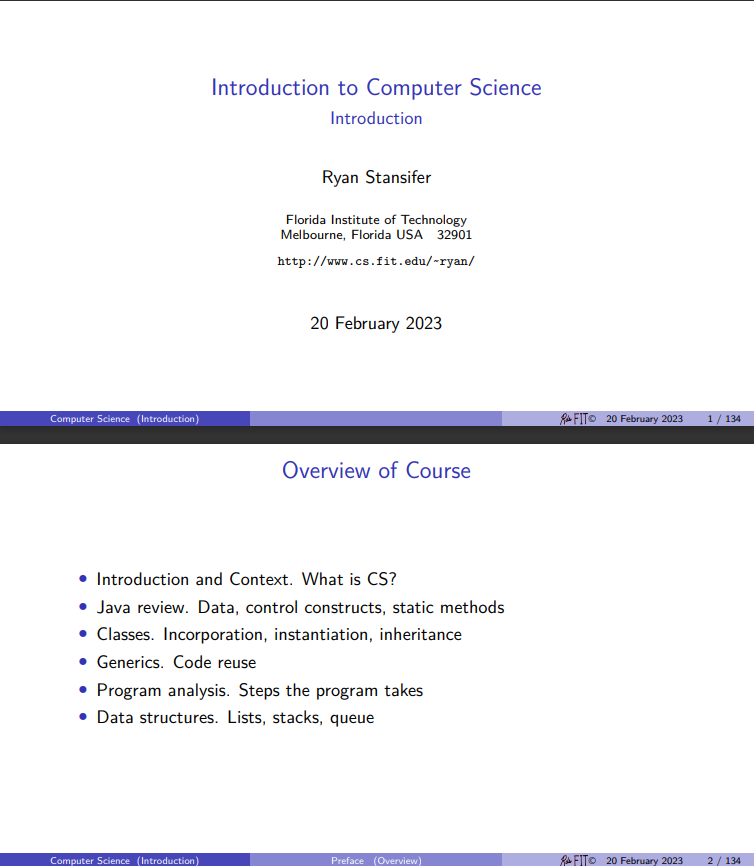 Introduction to Computer Science
Introduction
Ryan Stansifer
Florida Institute of Technology
Melbourne, Florida USA 32901
http://www.cs.fit.edu/~ryan/
20 February 2023
Computer Science (Introduction) FIT© 20 February 2023 1 / 134
Overview of Course
• Introduction and Context. What is CS?
• Java review. Data, control constructs, static methods
• Classes. Incorporation, instantiation, inheritance
• Generics. Code reuse
• Program analysis. Steps the program takes
• Data structures. Lists, stacks, queue
Computer Science (Introduction) Preface (Overview) FIT© 20 February 2023 2 / 134